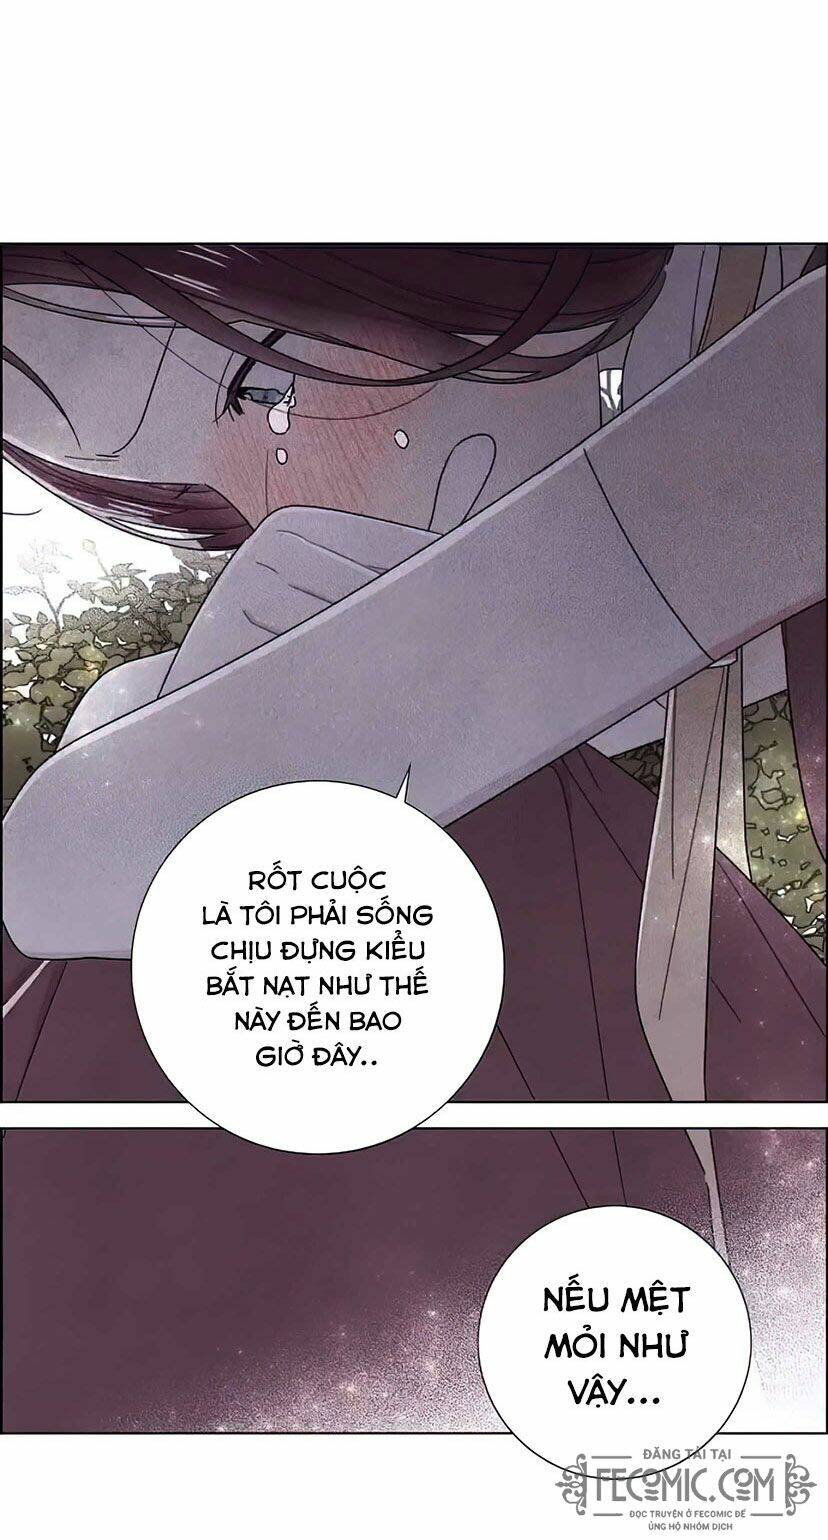 RỐT CUỘC
LÀ TÔI PHẢI SỐNG
CHỊU ĐỰNG KIỂU
BẮT NẠT NHƯ THẾ
NÀY ĐẾN BAO
GIỜ ĐÂY..
NẾU MỆT
MỎI NHƯ
VẬY...
ĐĂNG TẢI TẠI
FECOMIC.COM
ĐỌC TRUYỆN Ở FECOMIC ĐỂ
ỦNG HỘ NHÓM DỊCH